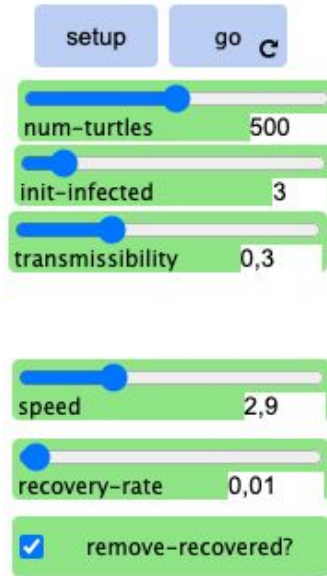 setup go
num-turtles 500
init-infected 3
transmissibility 0,3
speed 2,9
recovery-rate 0,01
remove-recovered?